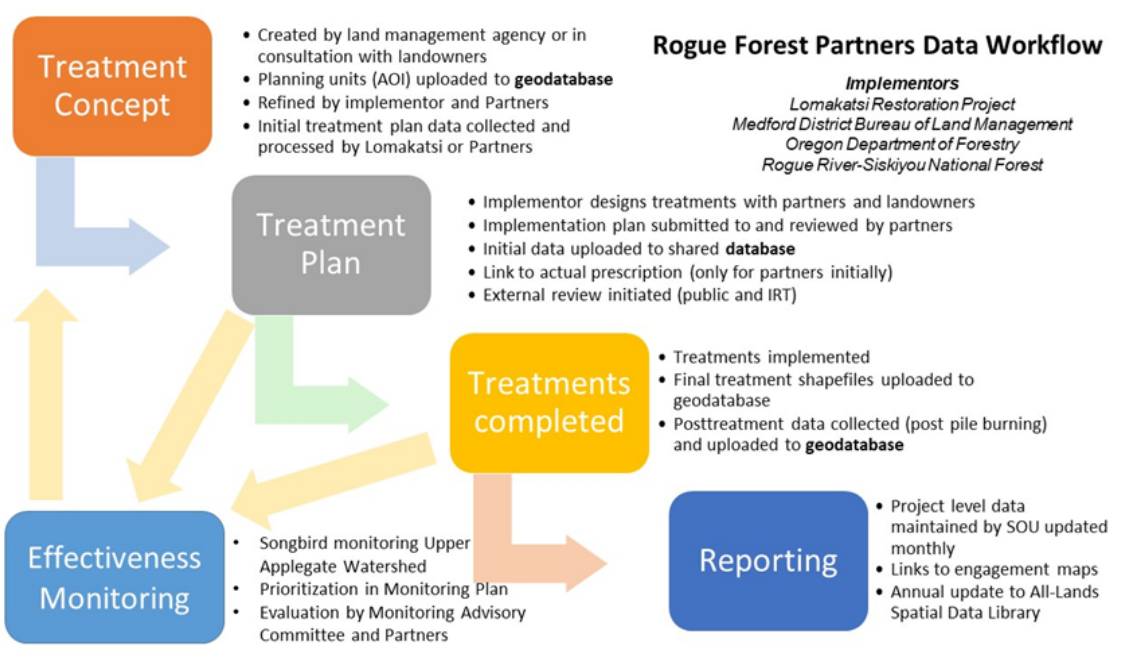 Treatment
Concept
• Created by land management agency or in
consultation with landowners
• Planning units (AOI) uploaded to geodatabase
• Refined by implementor and Partners
• Initial treatment plan data collected and
processed by Lomakatsi or Partners
Rogue Forest Partners Data Workflow
Implementors
Lomakatsi Restoration Project
Medford District Bureau of Land Management
Oregon Department of Forestry
Rogue River-Siskiyou National Forest
Treatment
Plan
• Implementor designs treatments with partners and landowners
• Implementation plan submitted to and reviewed by partners
• Initial data uploaded to shared database
• Link to actual prescription (only for partners initially)
• External review initiated (public and IRT)
Treatments
completed
• Treatments implemented
• Final treatment shapefiles uploaded to
geodatabase
• Posttreatment data collected (post pile burning)
and uploaded to geodatabase
Effectiveness
Monitoring
• Songbird monitoring Upper
Applegate Watershed
• Prioritization in Monitoring Plan
• Evaluation by Monitoring Advisory
Committee and Partners
Reporting
• Project level data
maintained by SOU updated
monthly
• Links to engagement maps
• Annual update to All-Lands
Spatial Data Library